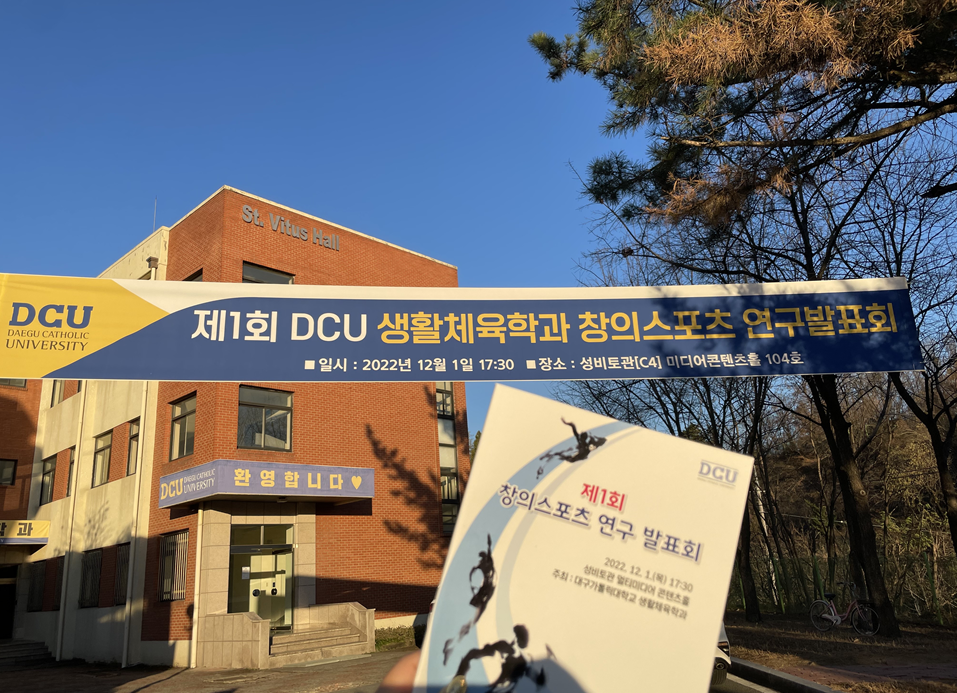 St. Vitus Hall
DCU
DAEGU CATHOLIC
UNIVERSITY
제1회 DCU 생활체육학과 창의스포츠 연구발표회
■ 일시 : 2022년 12월 1일 17:30 ■ 장소 : 성비토관[C4] 미디어콘텐츠홀 104호
DCU DAEGU CATHOLIC
UNIVERSITY
환영합니다♥
과
DCU
제1회
창의스포츠 연구 발표회
2022. 12. 1.(목) 17:30
성비토관 멀티미디어 콘텐츠홀
주최 : 대구가톨릭대학교 생활체육학과